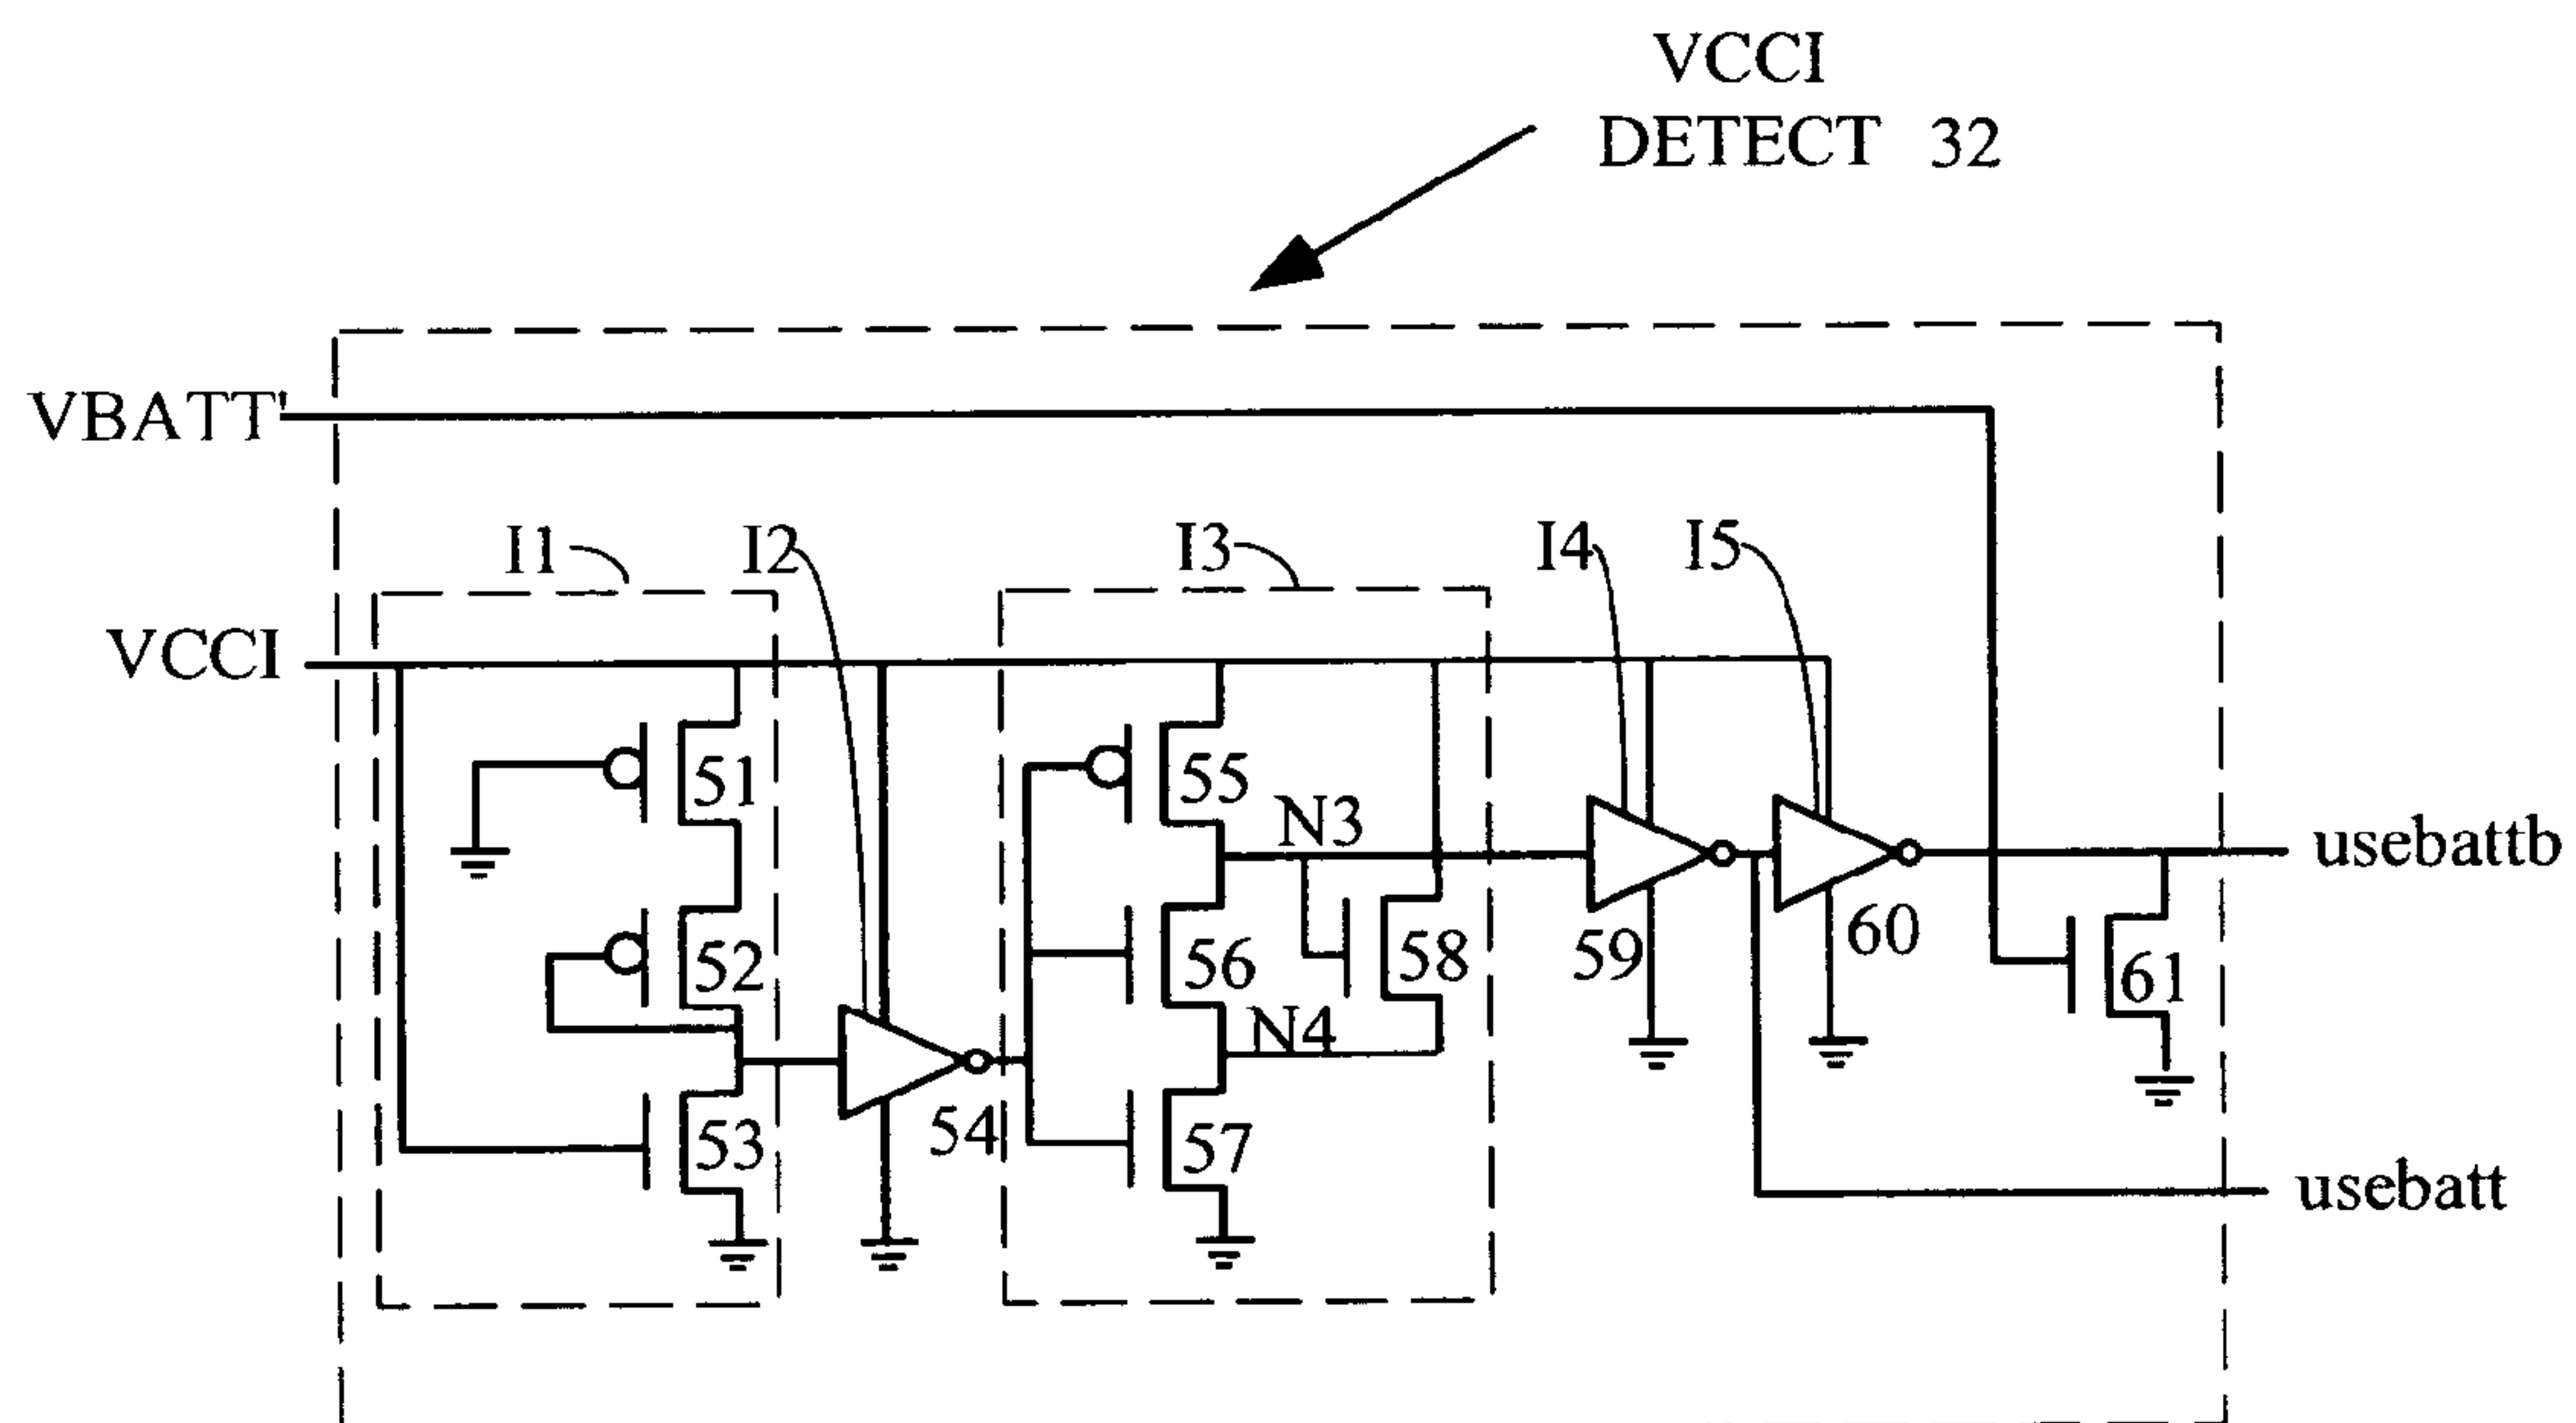 VCCI
DETECT 32
VBATT'
I1
I2
I3
I4
I5
VCCI
51
55
N3
usebattb
52
56
58
59
60
61
N4
53
54
57
usebatt